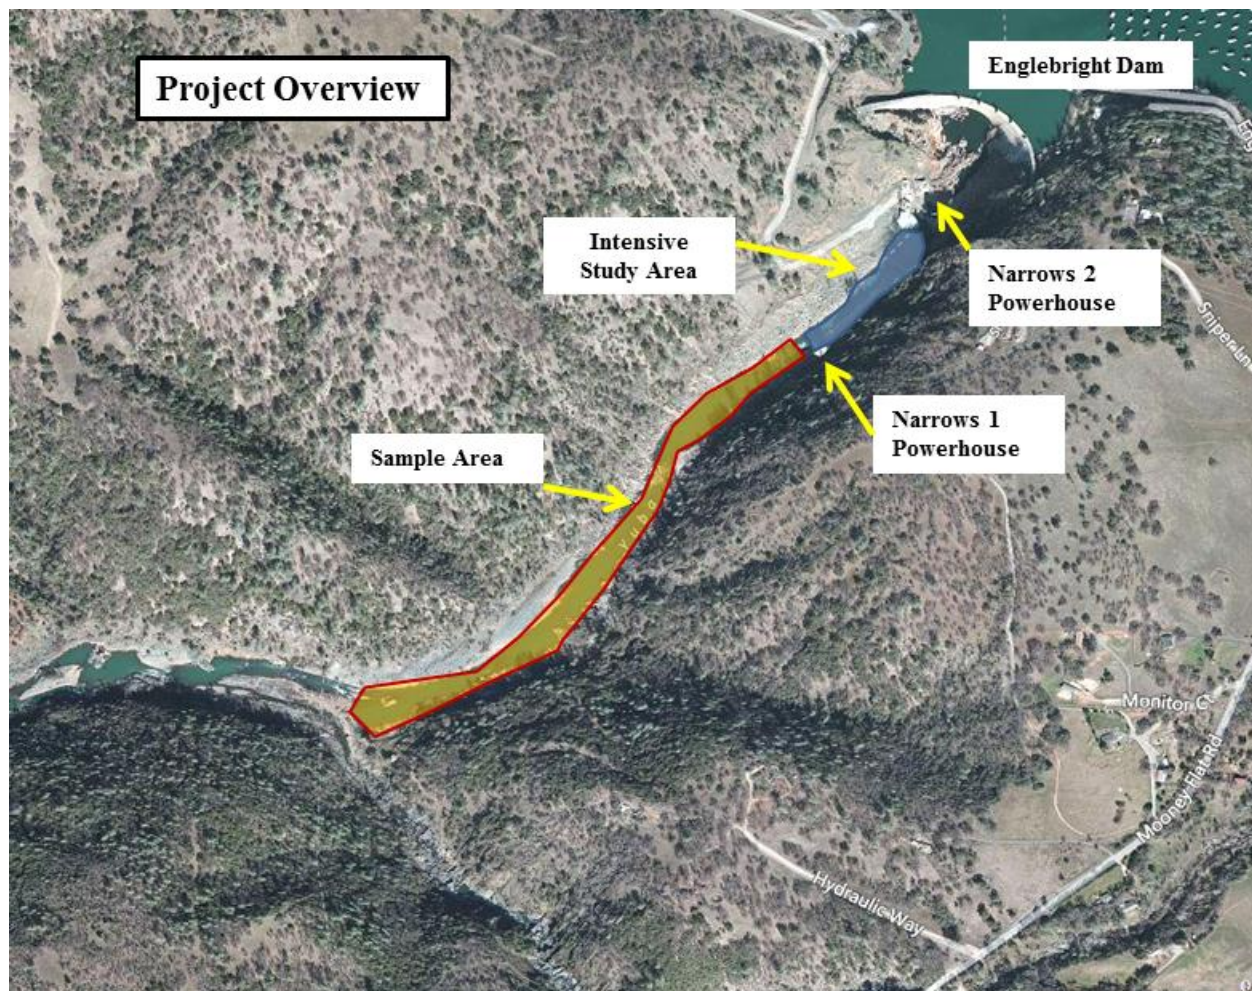 Project Overview
Englebright Dam
Intensive
Study Area
Narrows 2
Powerhouse
Sniper Ln
Narrows 1
Powerhouse
Sample Area
Yuba
Monitor Ct
Mooney Flat Rd
Hydraulic Way